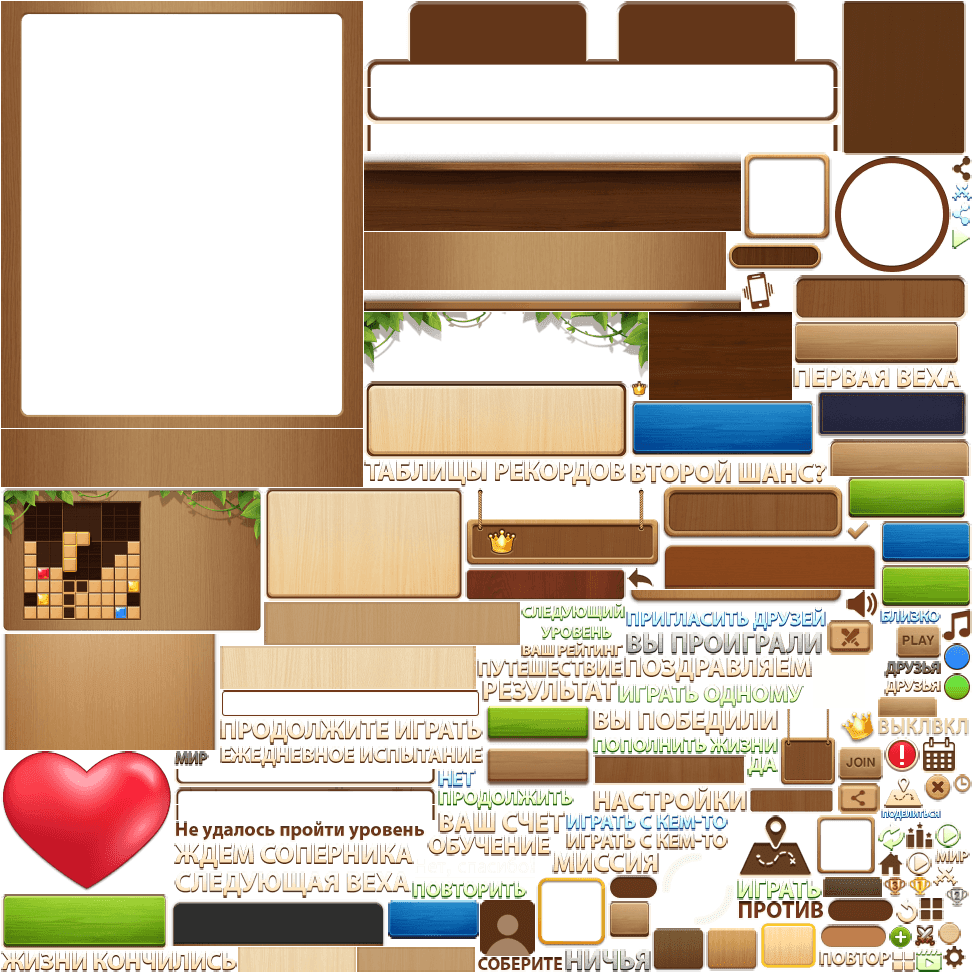 ПЕРВАЯ ВЕХА
ТАБЛИЦЫ РЕКОРДОВ
ВТОРОЙ ШАНС?
СЛЕДУЮЩИЙ
УРОВЕНЬ
ПРИГЛАСИТЬ ДРУЗЕЙ
БЛИЗКО
ВАШ РЕЙТИНГ
ВЫ ПРОИГРАЛИ
PLAY
ПУТЕШЕСТВИЕ
ПОЗДРАВЛЯЕМ
ДРУЗЬЯ
ДРУЗЬЯ
РЕЗУЛЬТАТ
ИГРАТЬ ОДНОМУ
ПРОДОЛЖИТЕ ИГРАТЬ
ВЫ ПОБЕДИЛИ
ВЫКЛ
ВКЛ
ЕЖЕДНЕВНОЕ ИСПЫТАНИЕ
ПОПОЛНИТЬ ЖИЗНИ
МИР
ДА
JOIN
НЕТ
ПРОДОЛЖИТЬ
НАСТРОЙКИ
ПОДЕЛИТЬСЯ
ВАШ СЧЕТ
ИГРАТЬ С КЕМ-ТО
Не удалось пройти уровень
ОБУЧЕНИЕ
ИГРАТЬ С КЕМ-ТО
ЖДЕМ СОПЕРНИКА
МИССИЯ
МИР
СЛЕДУЮЩАЯ ВЕХА
ПОВТОРИТЬ
ИГРАТЬ
3
1
2
ПРОТИВ
ЖИЗНИ КОНЧИЛИСЬ
СОБЕРИТЕ
НИЧЬЯ
ПОВТОР